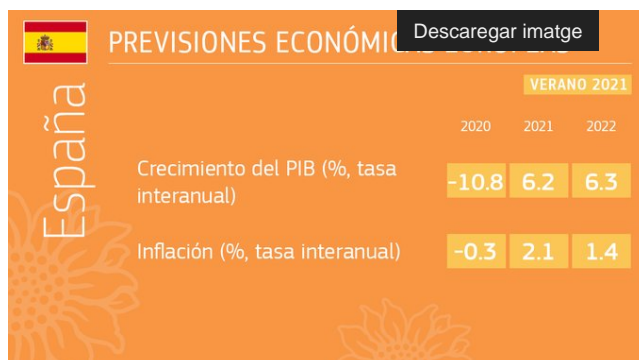 PREVISIONES ECONÓMIC
Descaregar imatge
VERANO 2021
España
2020 2021 2022
Crecimiento del PIB (%, tasa
interanual)
-10.8 6.2 6.3
Inflación (%, tasa interanual)
-0.3 2.1 1.4